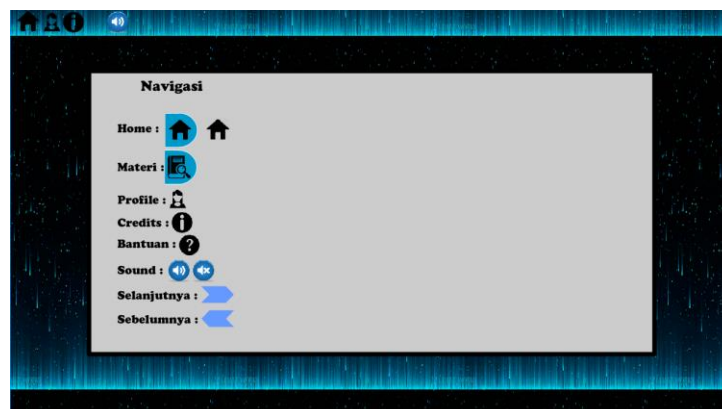 Navigasi
Home :
Materi :
Profile :
Credits :
Bantuan :
Sound :
Selanjutnya :
Sebelumnya :